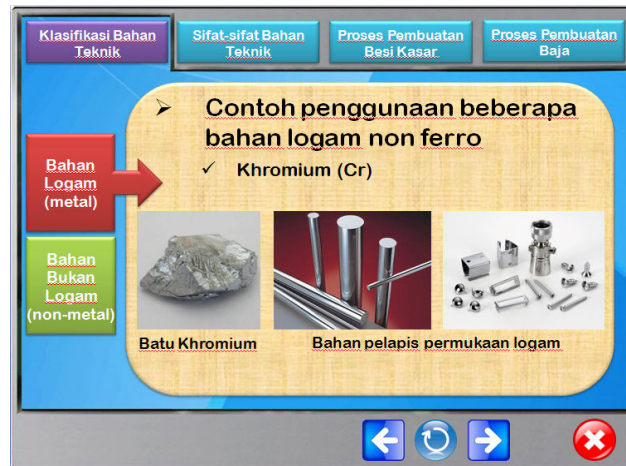 Klasifikasi Bahan
Teknik
Sifat-sifat Bahan
Teknik
Proses Pembuatan
Besi Kasar
Proses Pembuatan
Baja
Contoh penggunaan beberapa
bahan logam non ferro
Khromium (Cr)
Bahan
Logam
(metal)
Bahan
Bukan
Logam
(non-metal)
Batu Khromium
Bahan pelapis permukaan logam